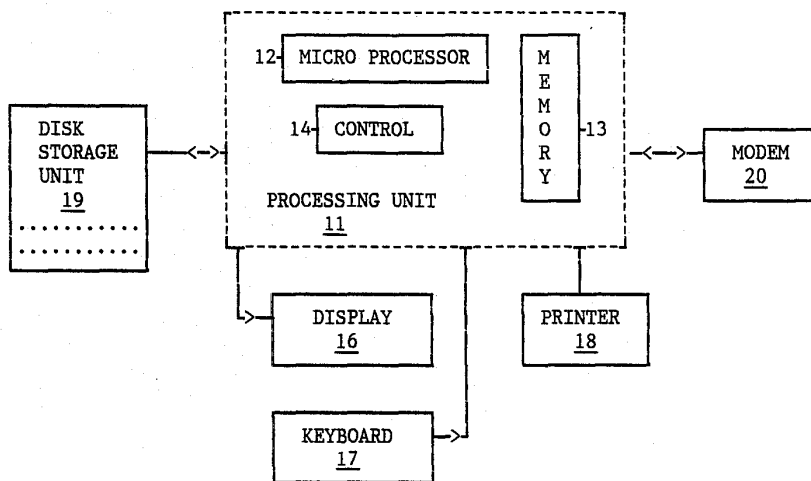 12 MICRO PROCESSOR
14 CONTROL
M
E
M
O
R
Y
13
PROCESSING UNIT
11
DISK
STORAGE
UNIT
19
MODEM
20
DISPLAY
16
PRINTER
18
KEYBOARD
17